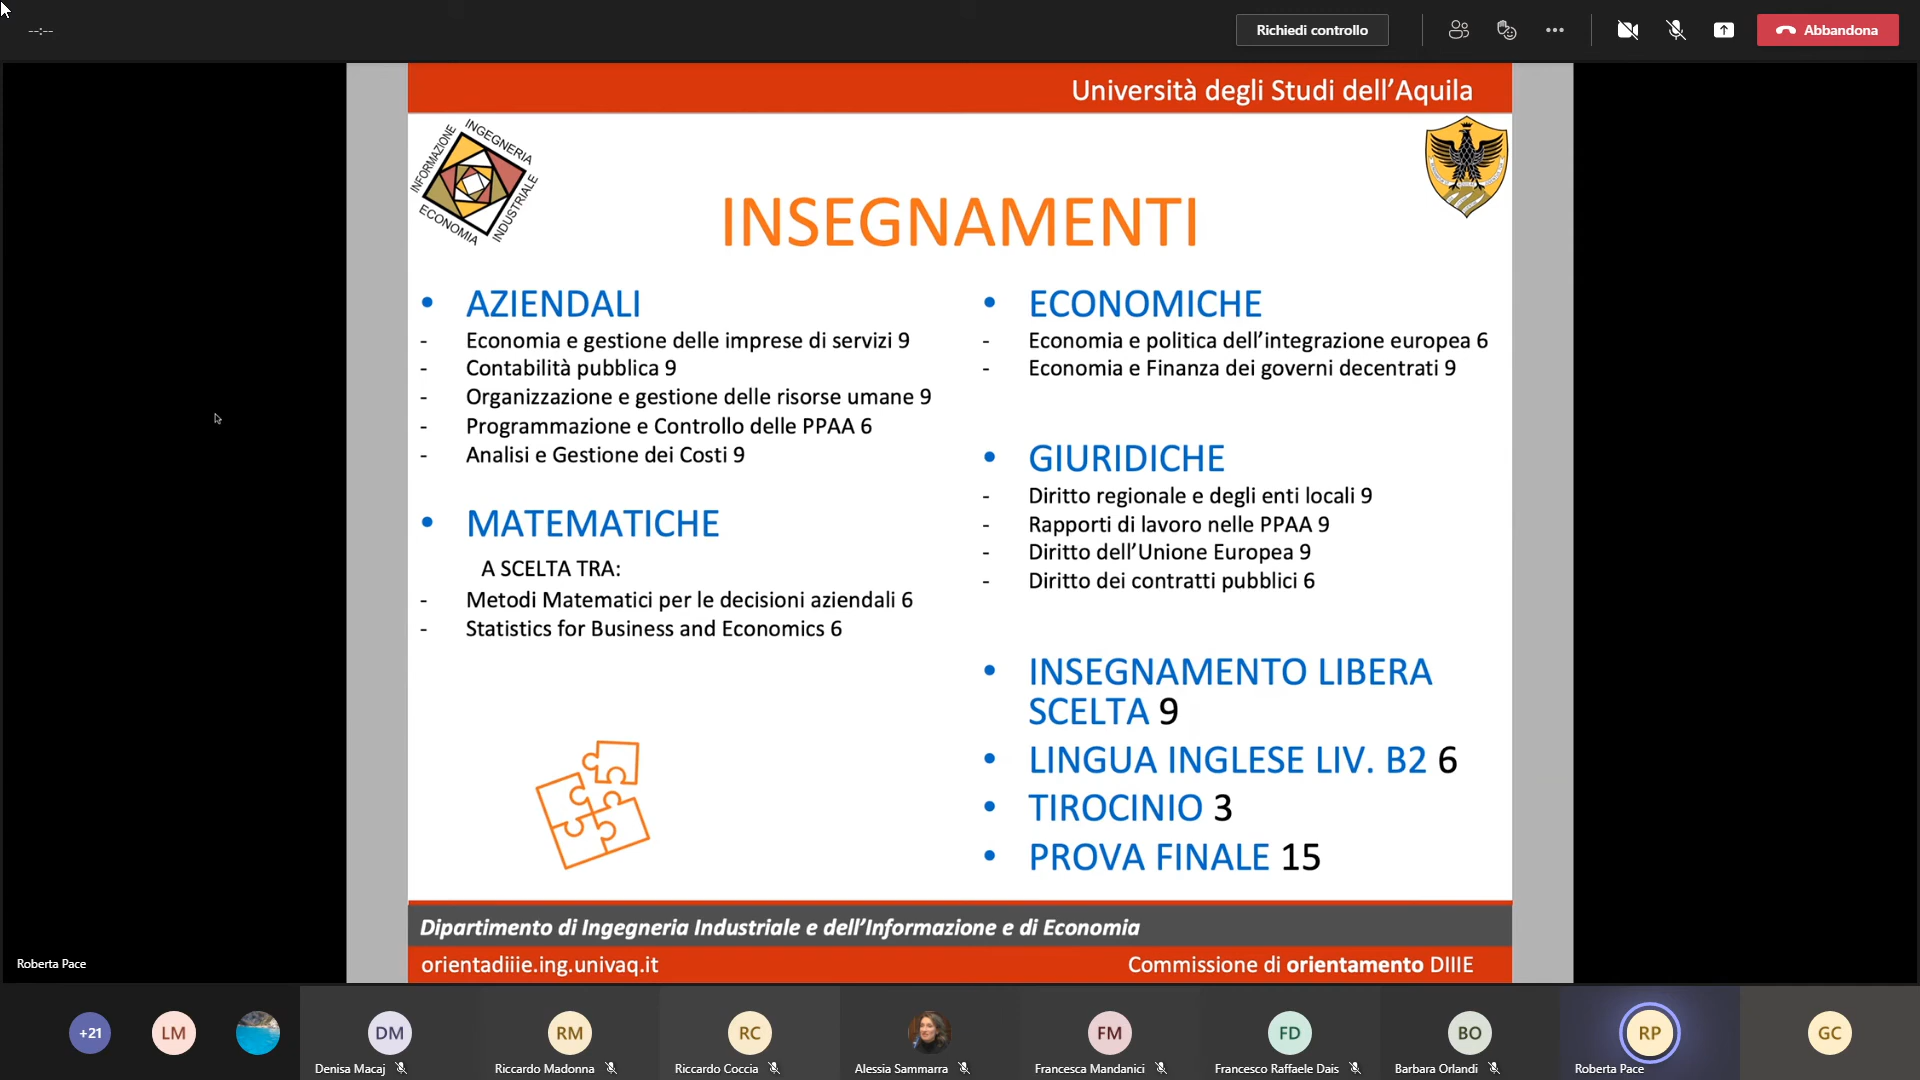 --:--
Richiedi controllo
Abbandona
Università degli Studi dell'Aquila
INFORMAZIONE
INGEGNERIA
INDUSTRIALE
ECONOMIA
INSEGNAMENTI
• AZIENDALI
- Economia e gestione delle imprese di servizi 9
- Contabilità pubblica 9
- Organizzazione e gestione delle risorse umane 9
- Programmazione e Controllo delle PPAA 6
- Analisi e Gestione dei Costi 9
• MATEMATICHE
A SCELTA TRA:
- Metodi Matematici per le decisioni aziendali 6
- Statistics for Business and Economics 6
• ECONOMICHE
- Economia e politica dell'integrazione europea 6
- Economia e Finanza dei governi decentrati 9
• GIURIDICHE
- Diritto regionale e degli enti locali 9
- Rapporti di lavoro nelle PPAA 9
- Diritto dell'Unione Europea 9
- Diritto dei contratti pubblici 6
• INSEGNAMENTO LIBERA
SCELTA 9
• LINGUA INGLESE LIV. B2 6
• TIROCINIO 3
• PROVA FINALE 15
Dipartimento di Ingegneria Industriale e dell'Informazione e di Economia
orientadiiie.ing.univaq.it
Commissione di orientamento DIIIE
Roberta Pace
+21
LM
DM
Denisa Macaj
RM
Riccardo Madonna
RC
Riccardo Coccia
Alessia Sammarra
FM
Francesca Mandanici
FD
Francesco Raffaele Dais
BO
Barbara Orlandi
RP
Roberta Pace
GC